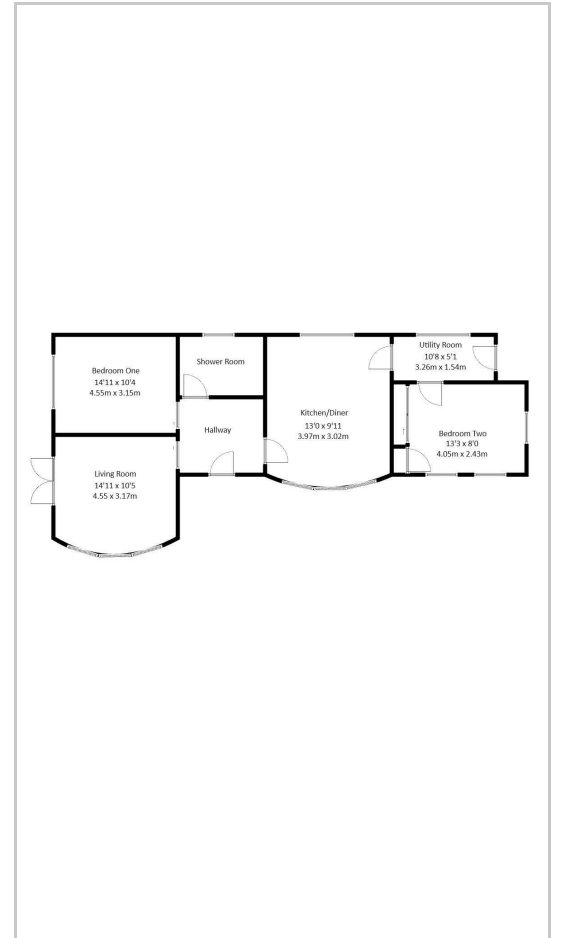 Bedroom One
14'11 x 10'4
4.55m x 3.15m
Shower Room
Hallway
Living Room
14'11 x 10'5
4.55 x 3.17m
Kitchen/Diner
13'0 x 9'11
3.97m x 3.02m
Utility Room
10'8 x 5'1
3.26m x 1.54m
Bedroom Two
13'3 x 8'0
4.05m x 2.43m